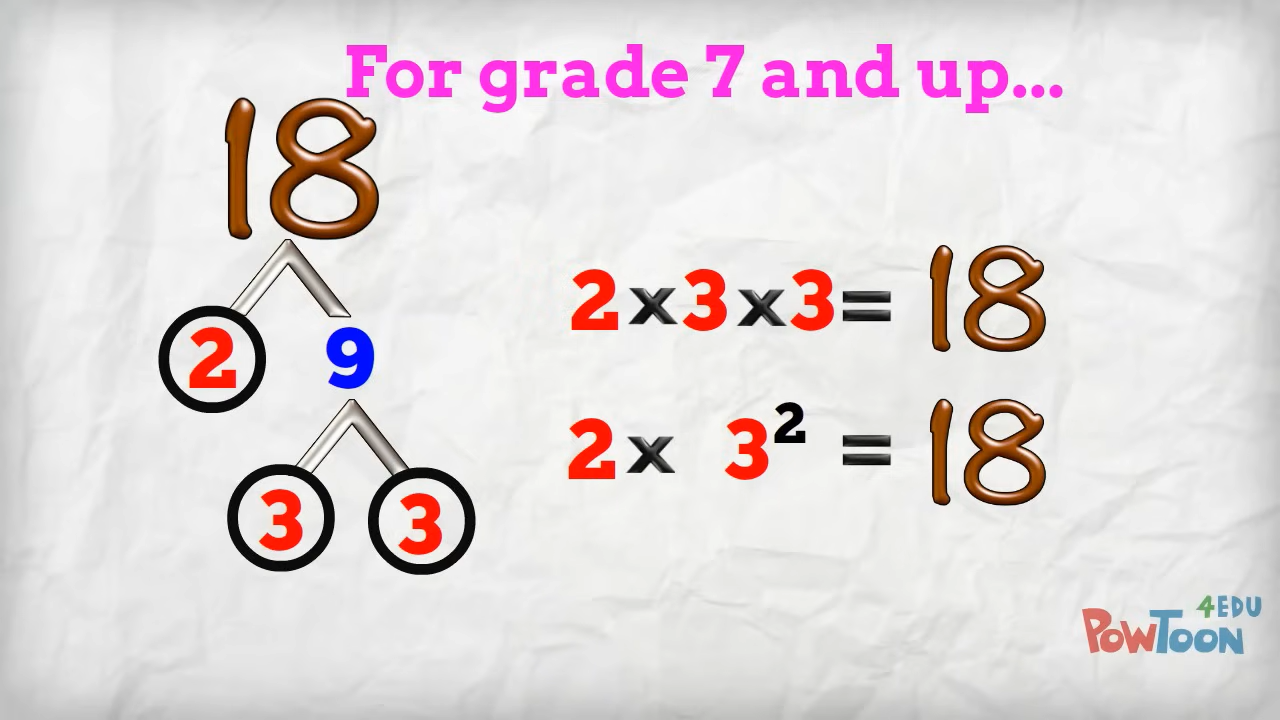 For grade 7 and up...
18
2 9
3 3
2x3x3= 18
2x 3² = 18
4EDU
POWTOON